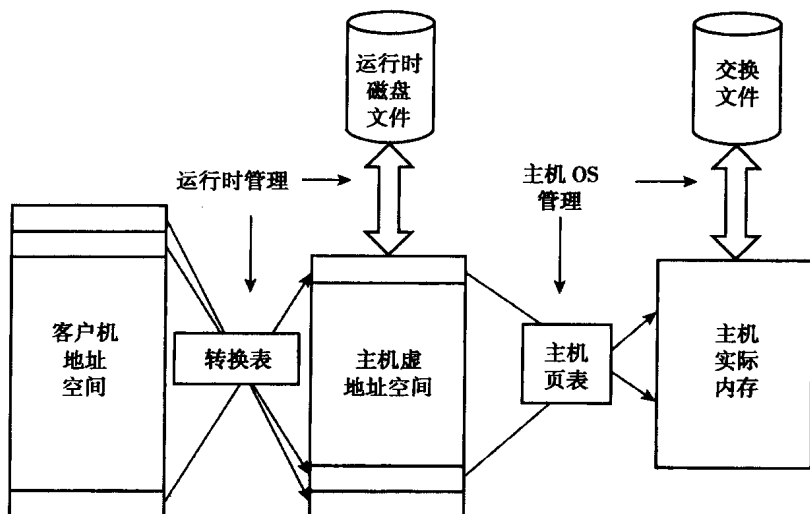 运行时
磁盘
文件
交换
文件
运行时管理
主机 OS
管理
客户机
地址
空间
转换表
主机虚
地址空间
主机
页表
主机
实际
内存